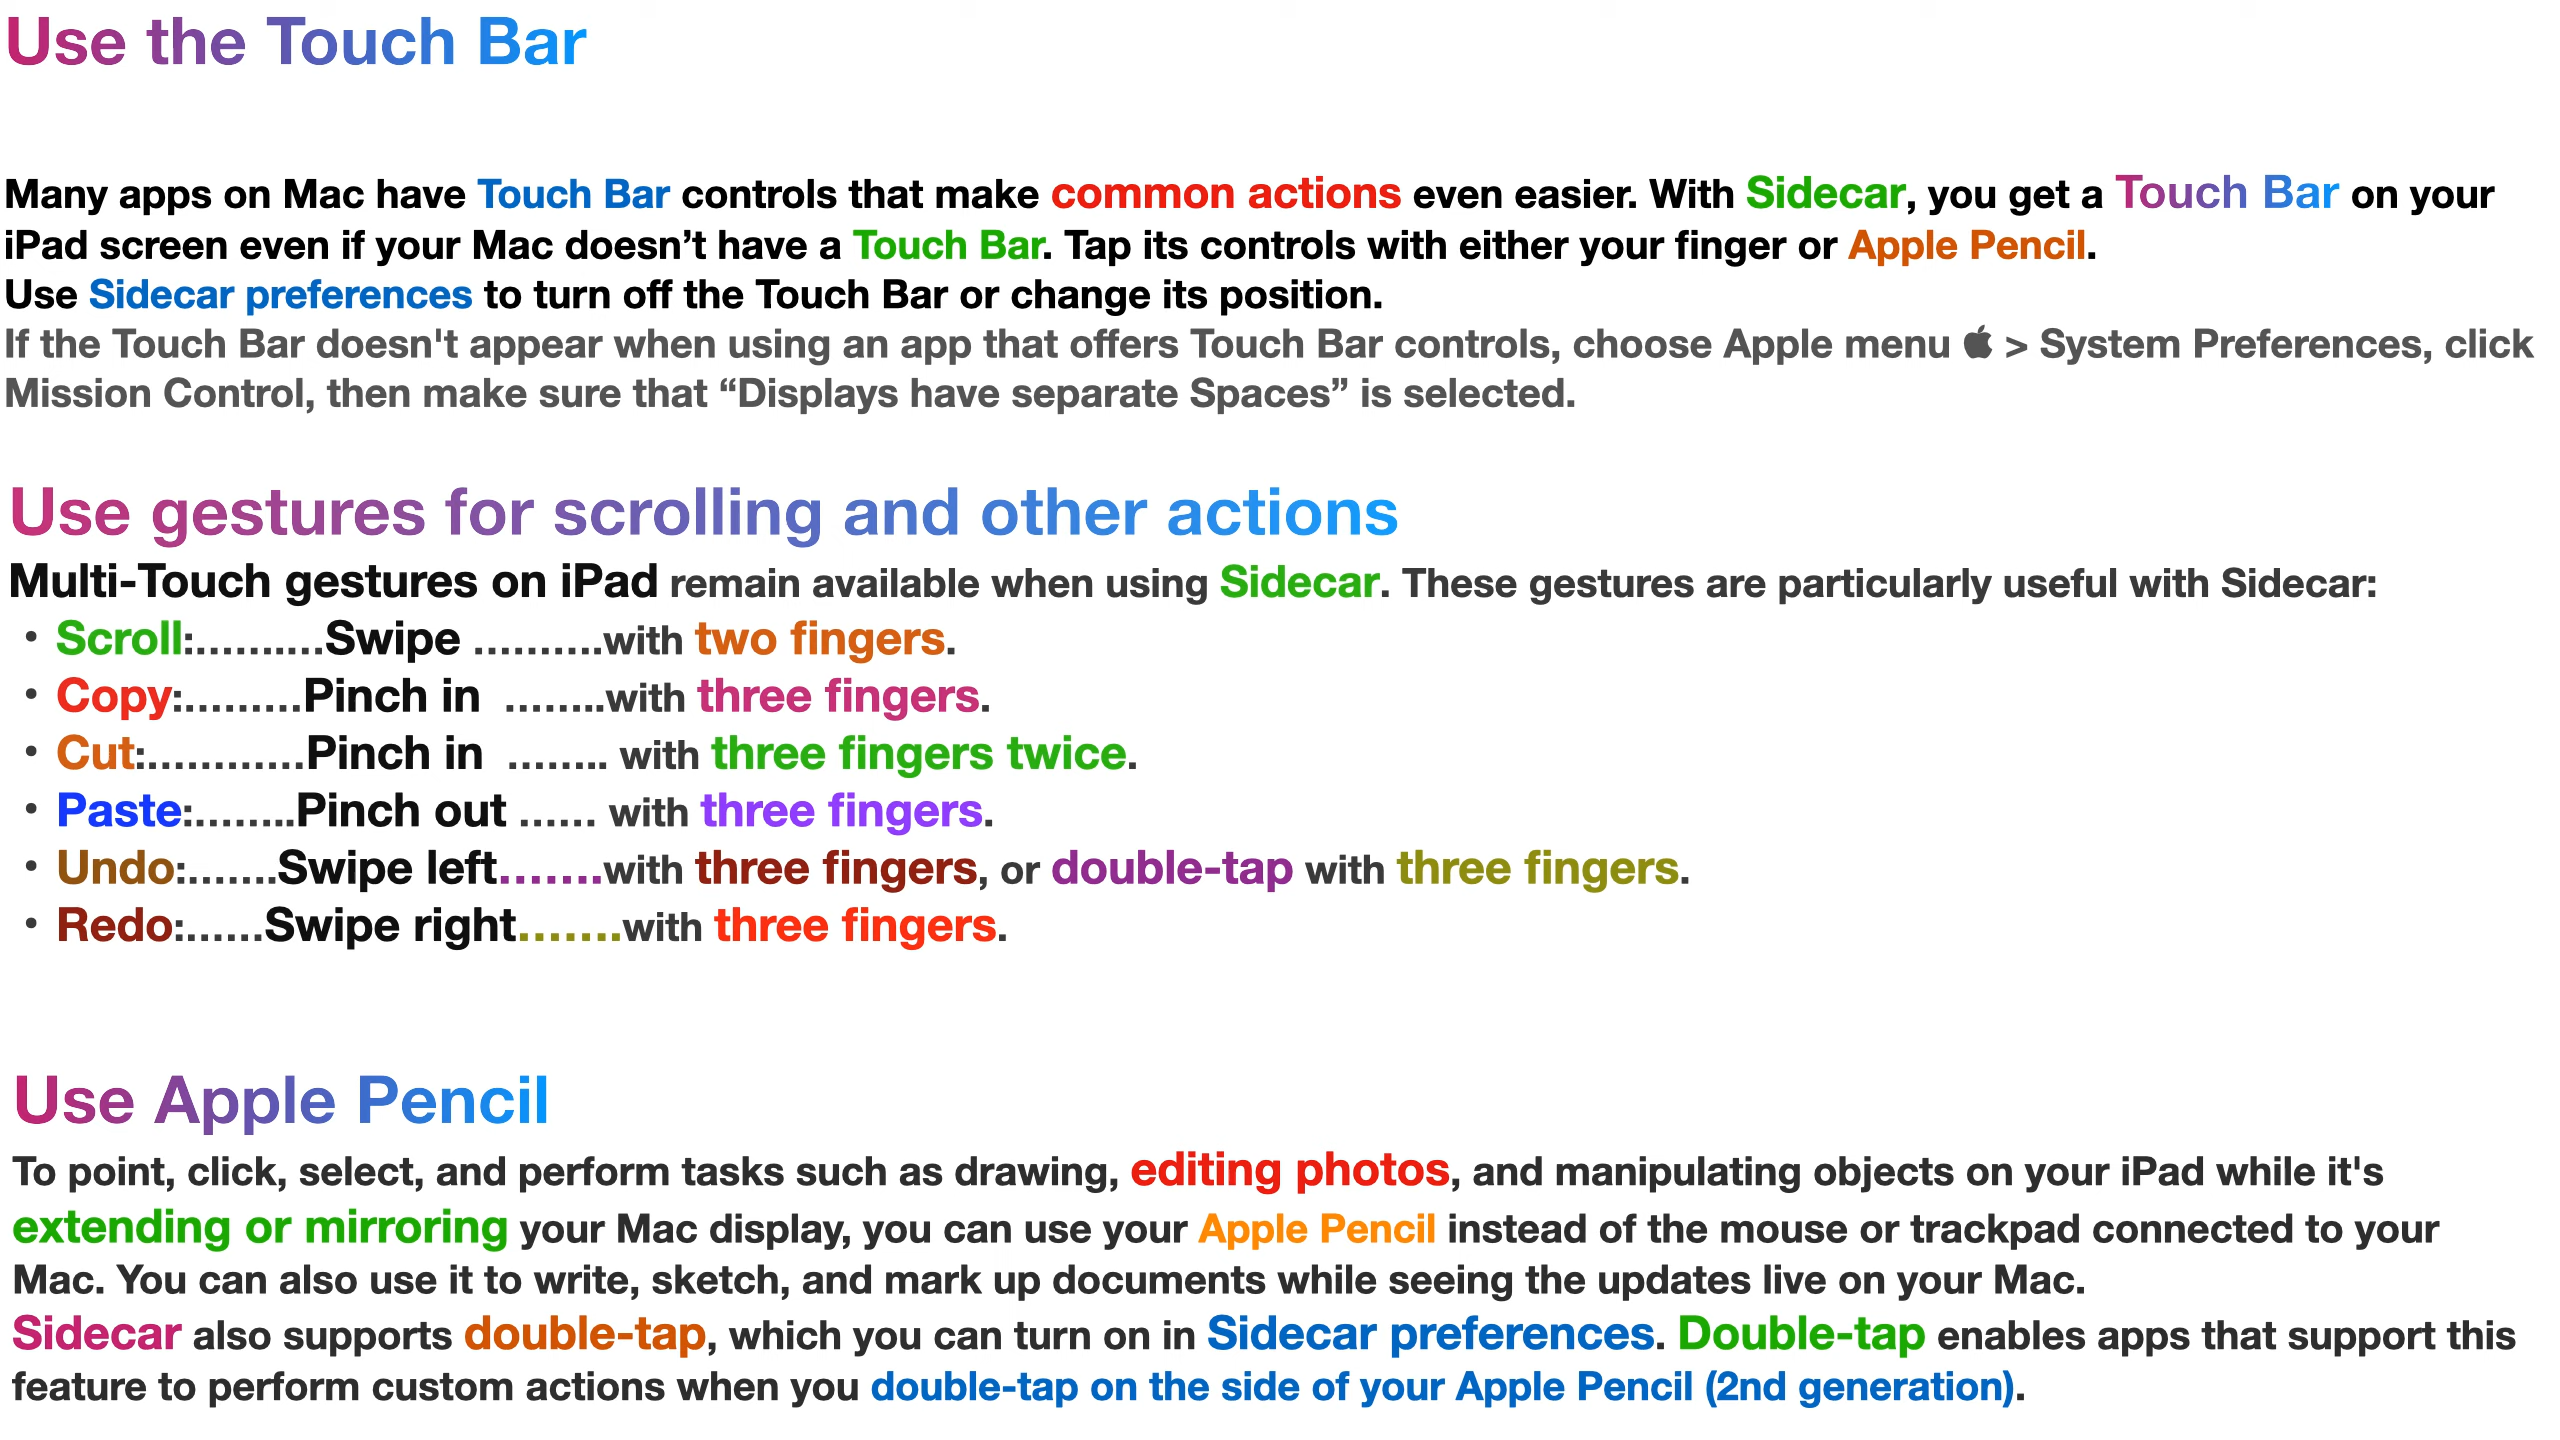 Use the Touch Bar
Many apps on Mac have Touch Bar controls that make common actions even easier. With Sidecar, you get a Touch Bar on your
iPad screen even if your Mac doesn’t have a Touch Bar. Tap its controls with either your finger or Apple Pencil.
Use Sidecar preferences to turn off the Touch Bar or change its position.
If the Touch Bar doesn't appear when using an app that offers Touch Bar controls, choose Apple menu  > System Preferences, click
Mission Control, then make sure that “Displays have separate Spaces” is selected.
Use gestures for scrolling and other actions
Multi-Touch gestures on iPad remain available when using Sidecar. These gestures are particularly useful with Sidecar:
• Scroll:..........Swipe ..........with two fingers.
• Copy:.........Pinch in ........with three fingers.
• Cut:............Pinch in ........ with three fingers twice.
• Paste:........Pinch out ...... with three fingers.
• Undo:.......Swipe left.......with three fingers, or double-tap with three fingers.
• Redo:......Swipe right.......with three fingers.
Use Apple Pencil
To point, click, select, and perform tasks such as drawing, editing photos, and manipulating objects on your iPad while it's
extending or mirroring your Mac display, you can use your Apple Pencil instead of the mouse or trackpad connected to your
Mac. You can also use it to write, sketch, and mark up documents while seeing the updates live on your Mac.
Sidecar also supports double-tap, which you can turn on in Sidecar preferences. Double-tap enables apps that support this
feature to perform custom actions when you double-tap on the side of your Apple Pencil (2nd generation).